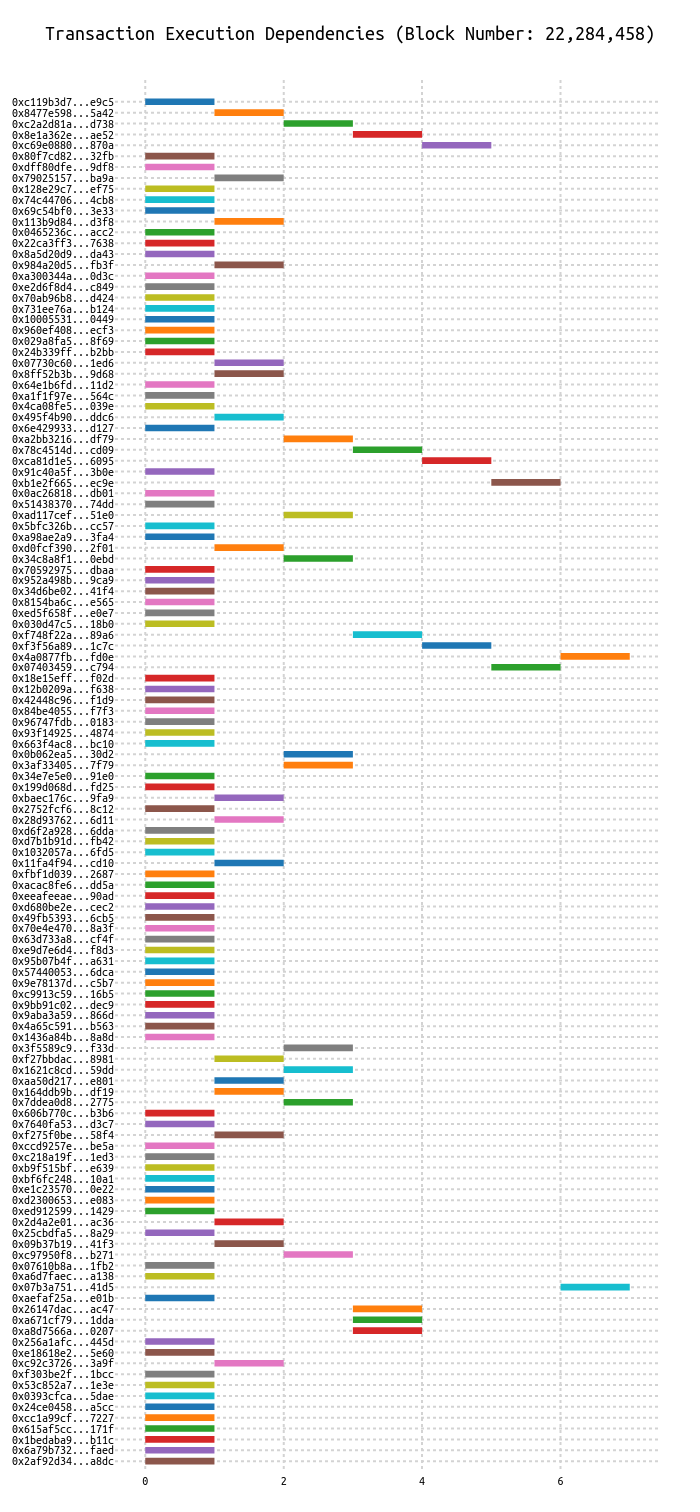 Transaction Execution Dependencies (Block Number: 22,284,458)
0xc119b3d7...e9c5
0x8477e598...5a42
0xc2a2d81a...d738
0x8e1a362e...ae52
0xc69e0880...870a
0x80f7cd82...32fb
0xdff80dfe...9df8
0x79025157...ba9a
0x128e29c7...ef75
0x74c44706...4cb8
0x69c54bf0...3e33
0x113b9d84...d3f8
0x0465236c...acc2
0x22ca3ff3...7638
0x8a5d20d9...da43
0x984a20d5...fb3f
0xa300344a...0d3c
0xe2d6f8d4...c849
0x70ab96b8...d424
0x731ee76a...b124
0x10005531...0449
0x960ef408...ecf3
0x029a8fa5...8f69
0x24b339ff...b2bb
0x07730c60...1ed6
0x8ff52b3b...9d68
0x64e1b6fd...11d2
0xa1f1f97e...564c
0x4ca08fe5...039e
0x495f4b90...ddc6
0x6e429933...d127
0xa2bb3216...df79
0x78c4514d...cd09
0xca81d1e5...6095
0x91c40a5f...3b0e
0xb1e2f665...ec9e
0x0ac26818...db01
0x51438370...74dd
0xad117cef...51e0
0x5bfc326b...cc57
0xa98ae2a9...3fa4
0xd0fcf390...2f01
0x34c8a8f1...0ebd
0x70592975...dbaa
0x952a498b...9ca9
0x34d6be02...41f4
0x8154ba6c...e565
0xed5f658f...e0e7
0x030d47c5...18b0
0xf748f22a...89a6
0xf3f56a89...1c7c
0x4a0877fb...fd0e
0x07403459...c794
0x18e15eff...f02d
0x12b0209a...f638
0x42448c96...f1d9
0x84be4055...f7f3
0x96747fdb...0183
0x93f14925...4874
0x663f4ac8...bc10
0x0b062ea5...30d2
0x3af33405...7f79
0x34e7e5e0...91e0
0x199d068d...fd25
0xbaec176c...9fa9
0x2752fcf6...8c12
0x28d93762...6d11
0xd6f2a928...6dda
0xd7b1b91d...fb42
0x1032057a...6fd5
0x11fa4f94...cd10
0xfbf1d039...2687
0xacac8fe6...dd5a
0xeeafeeae...90ad
0xd680be2e...cec2
0x49fb5393...6cb5
0x70e4e470...8a3f
0x63d733a8...cf4f
0xe9d7e6d4...f8d3
0x95b07b4f...a631
0x57440053...6dca
0x9e78137d...c5b7
0xc9913c59...16b5
0x9bb91c02...dec9
0x9aba3a59...866d
0x4a65c591...b563
0x1436a84b...8a8d
0x3f5589c9...f33d
0xf27bbdac...8981
0x1621c8cd...59dd
0xaa50d217...e801
0x164ddb9b...df19
0x7ddea0d8...2775
0x606b770c...b3b6
0x7640fa53...d3c7
0xf275f0be...58f4
0xccd9257e...be5a
0xc218a19f...1ed3
0xb9f515bf...e639
0xbf6fc248...10a1
0xe1c23570...0e22
0xd2300653...e083
0xed912599...1429
0x2d4a2e01...ac36
0x25cbdfa5...8a29
0x09b37b19...41f3
0xc97950f8...b271
0x07610b8a...1fb2
0xa6d7faec...a138
0x07b3a751...41d5
0xaefaf25a...e01b
0x26147dac...ac47
0xa671cf79...1dda
0xa8d7566a...0207
0x256a1afc...445d
0xe18618e2...5e60
0xc92c3726...3a9f
0xf303be2f...1bcc
0x53c852a7...1e3e
0x0393cfca...5dae
0x24ce0458...a5cc
0xcc1a99cf...7227
0x615af5cc...171f
0x1bedaba9...b11c
0x6a79b732...faed
0x2af92d34...a8dc
0 2 4 6